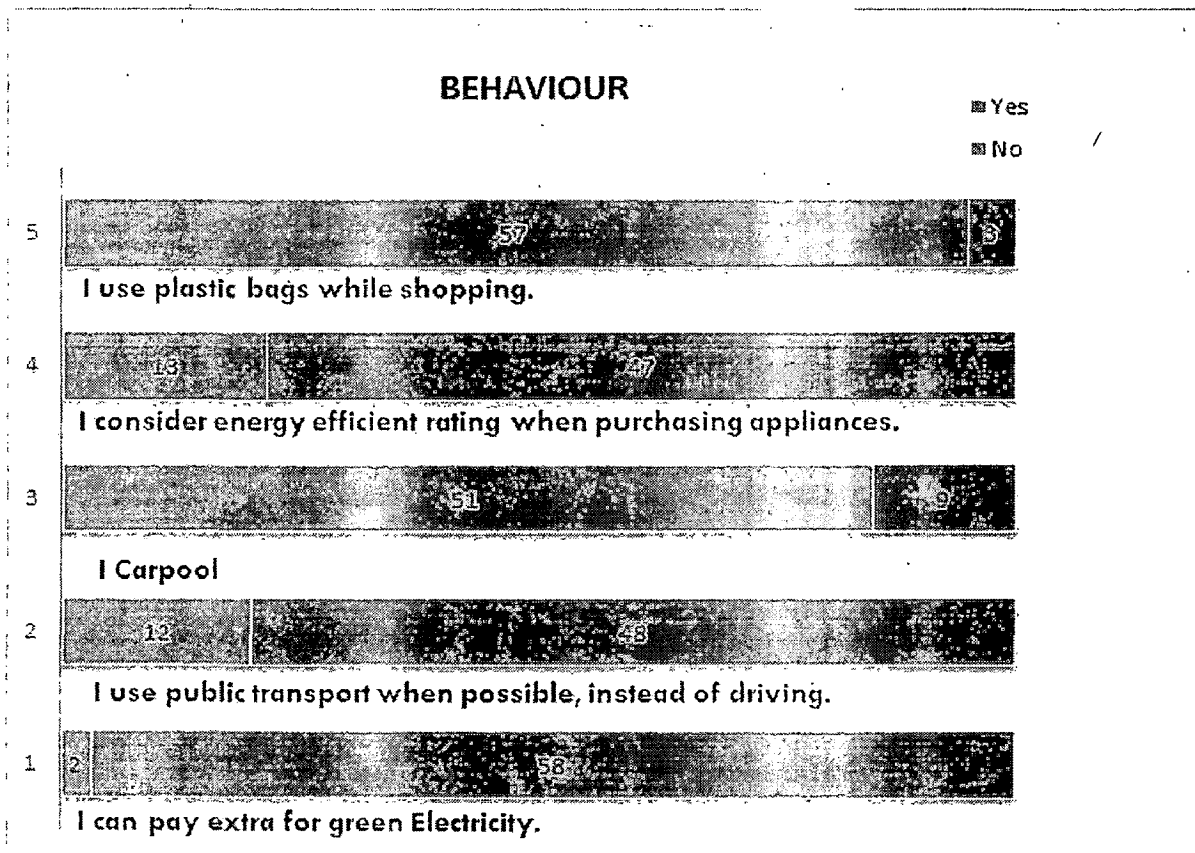 BEHAVIOUR
Yes
No
5 57 3
I use plastic bags while shopping.
4 13 47
I consider energy efficient rating when purchasing appliances.
3 51 9
I Carpool
2 12 48
I use public transport when possible, instead of driving.
1 2 58
I can pay extra for green Electricity.